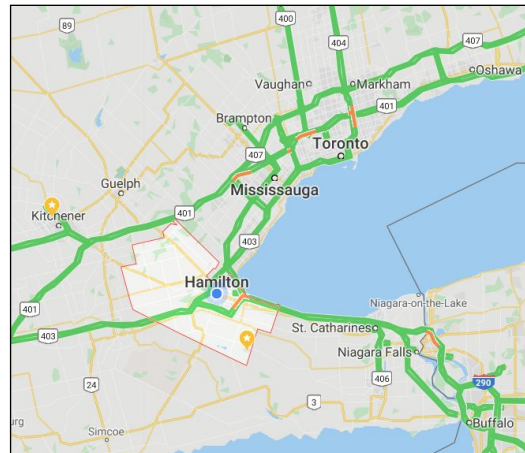 400
89
404
407
Oshawa
Vaughan
Markham
401
Brampton
Toronto
407
Guelph
Mississauga
Kitchener
401
403
Hamilton
Niagara-on-the-Lake
401
St. Catharines
403
Niagara Falls
24
406
290
3
urg
Simcoe
Buffalo